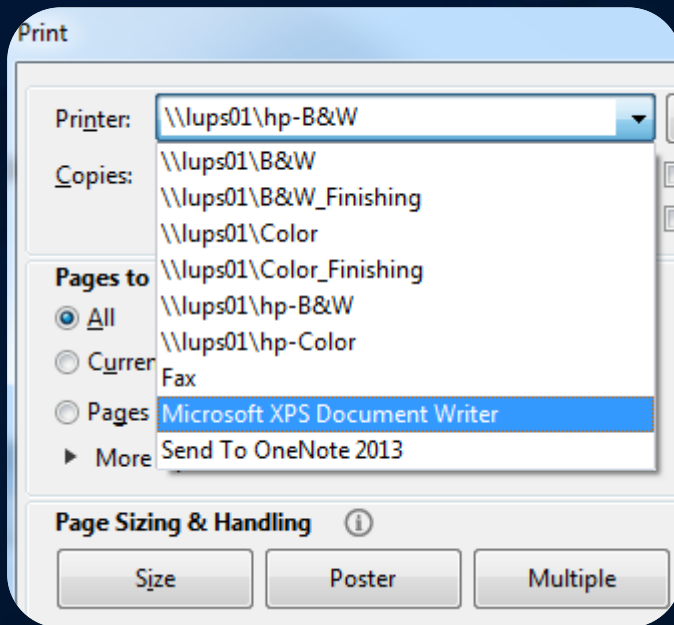 Print
Printer: \\lups01\hp-B&W
Copies:
\\lups01\B&W
\\lups01\B&W_Finishing
\\lups01\Color
\\lups01\Color_Finishing
\\lups01\hp-B&W
\\lups01\hp-Color
Fax
Microsoft XPS Document Writer
Send To OneNote 2013
Pages to
All
Curren
Pages
More
Page Sizing & Handling
Size Poster Multiple